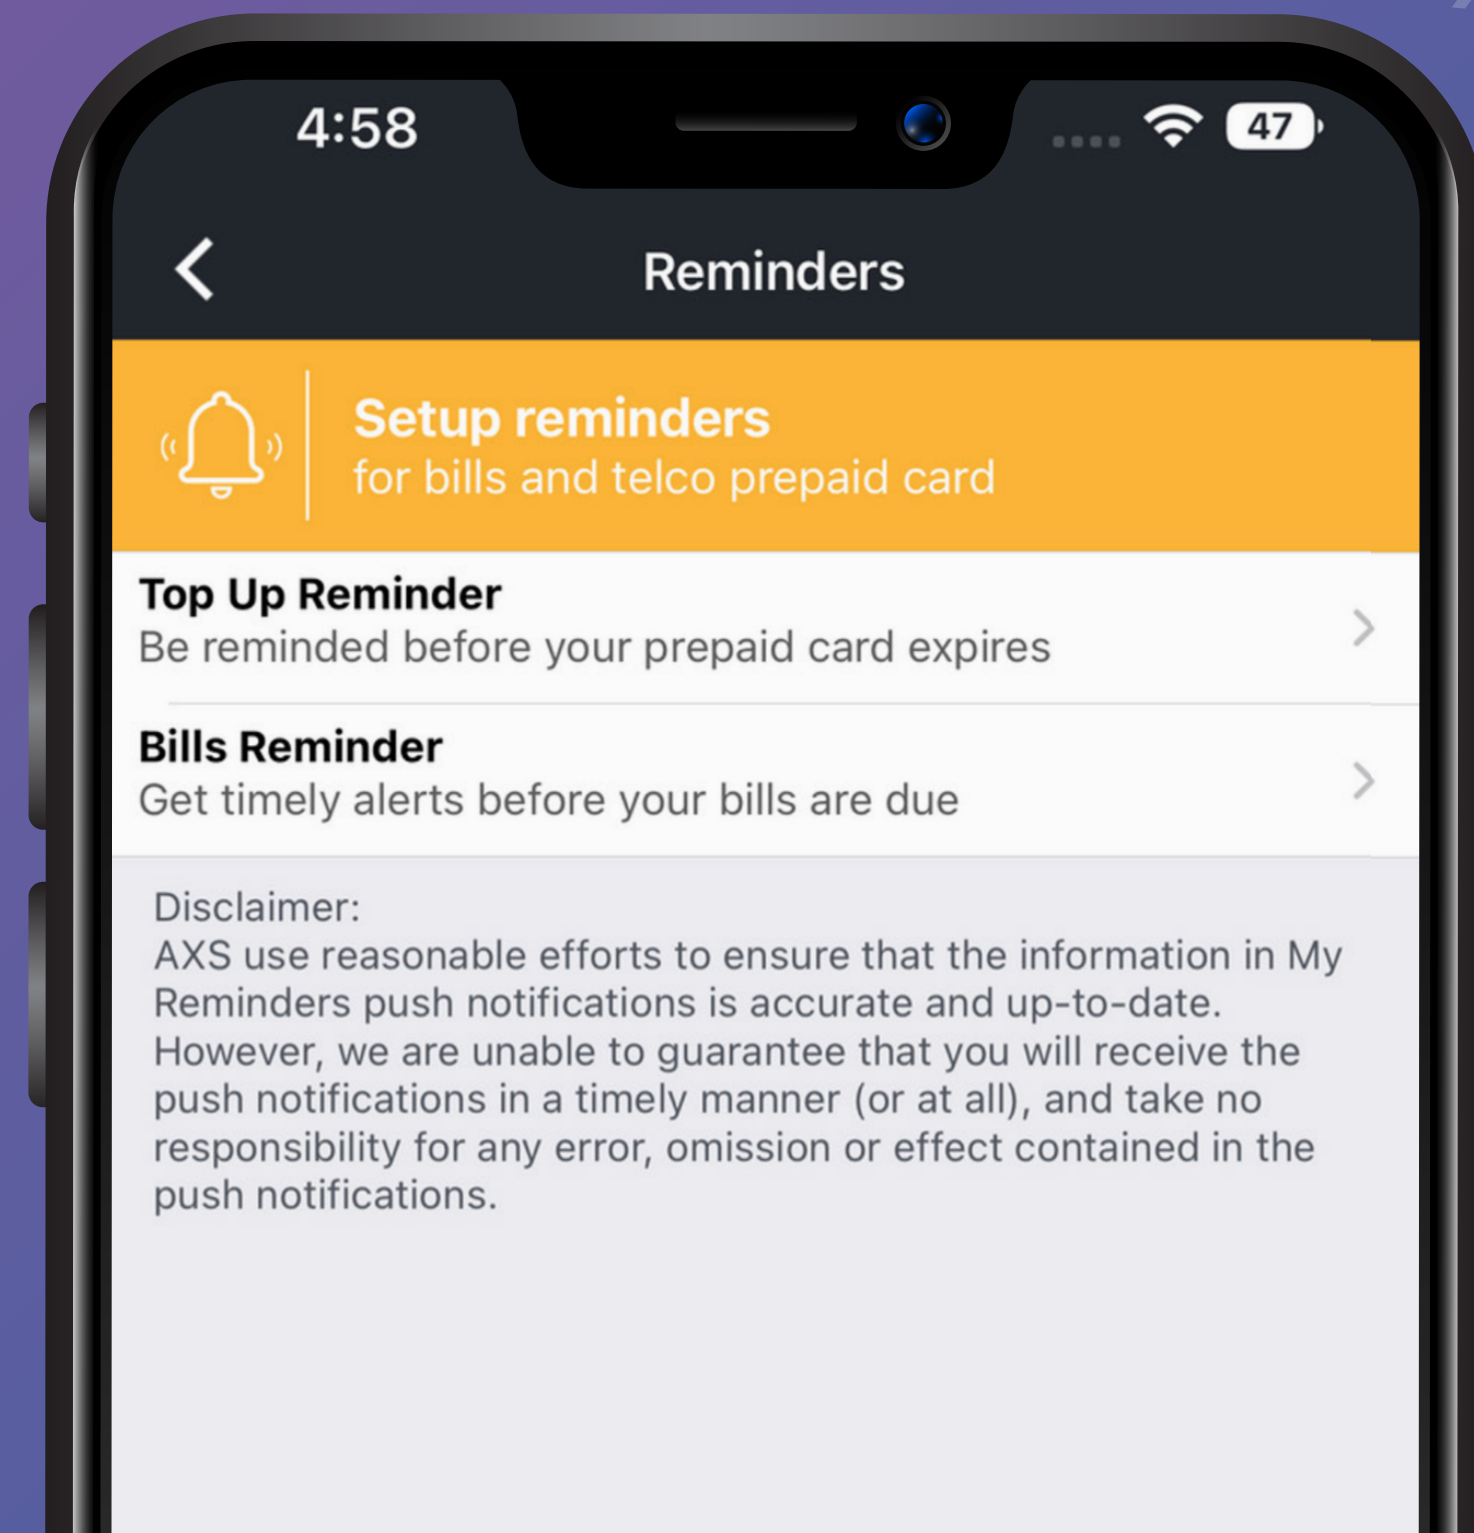 4:58
47
Reminders
Setup reminders
for bills and telco prepaid card
Top Up Reminder
Be reminded before your prepaid card expires
Bills Reminder
Get timely alerts before your bills are due
Disclaimer:
AXS use reasonable efforts to ensure that the information in My
Reminders push notifications is accurate and up-to-date.
However, we are unable to guarantee that you will receive the
push notifications in a timely manner (or at all), and take no
responsibility for any error, omission or effect contained in the
push notifications.